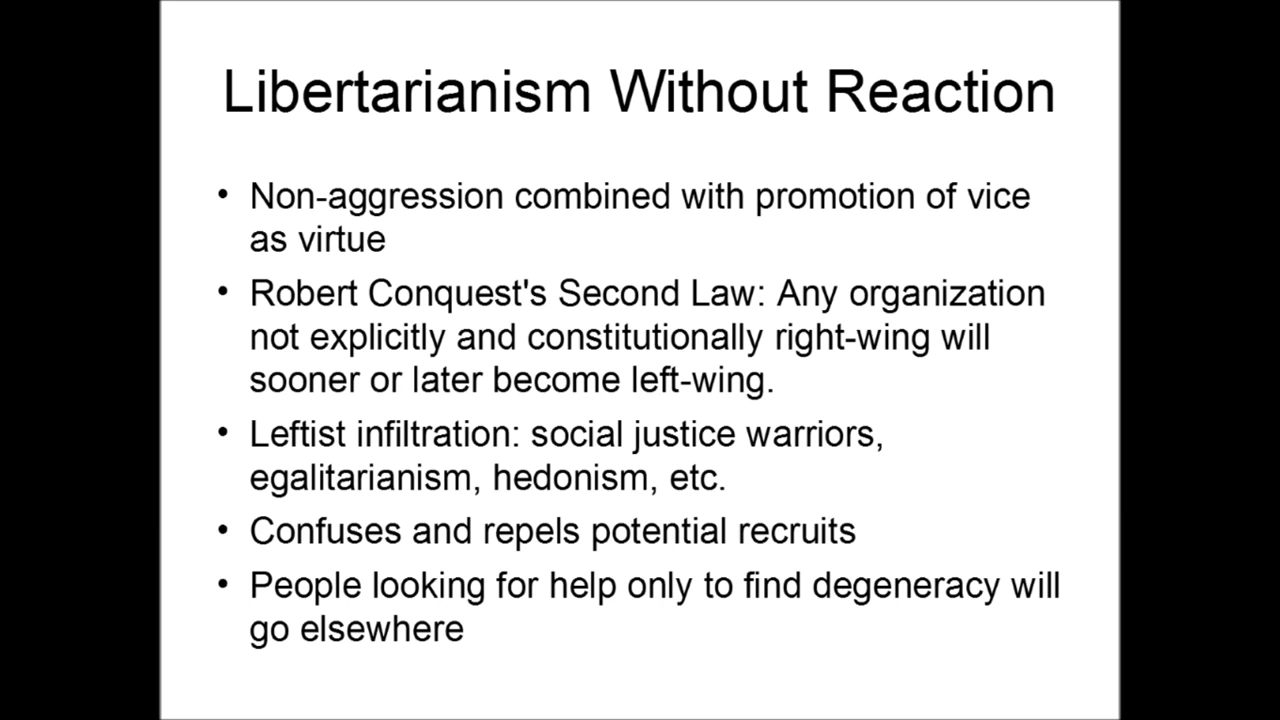 Libertarianism Without Reaction
• Non-aggression combined with promotion of vice
as virtue
• Robert Conquest's Second Law: Any organization
not explicitly and constitutionally right-wing will
sooner or later become left-wing.
• Leftist infiltration: social justice warriors,
egalitarianism, hedonism, etc.
• Confuses and repels potential recruits
• People looking for help only to find degeneracy will
go elsewhere